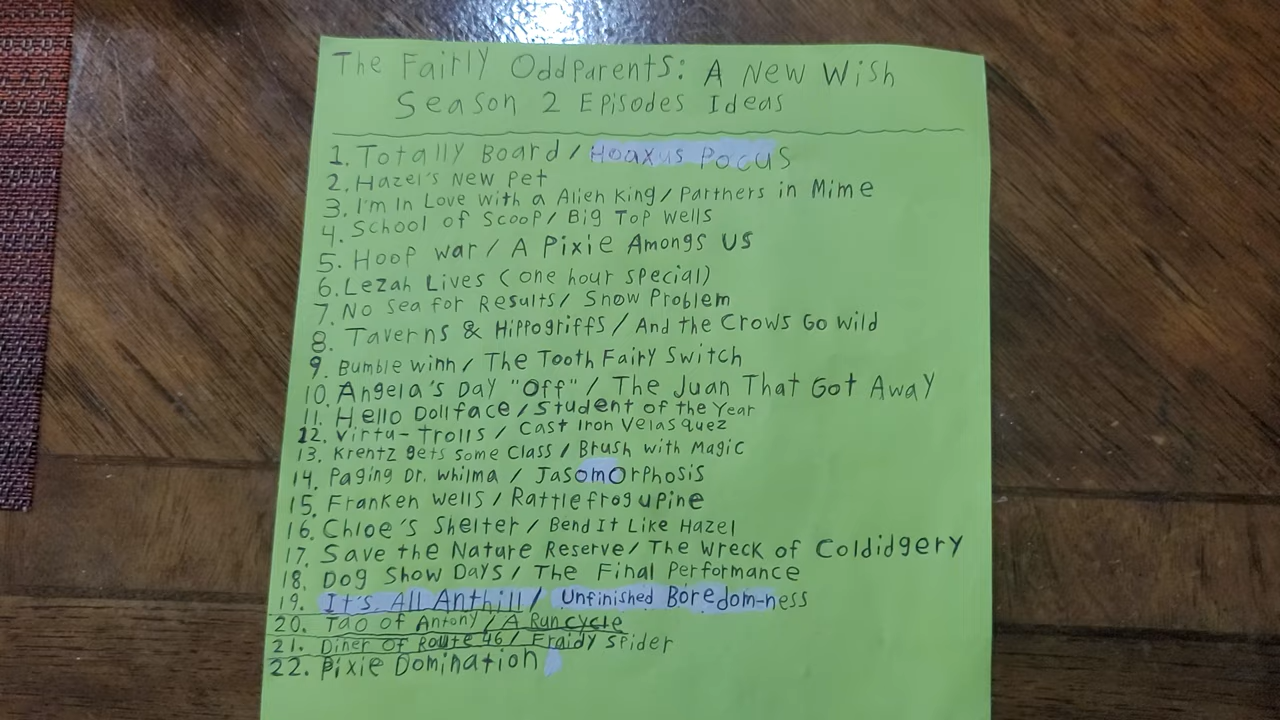 The Fairly OddParents: A New Wish
Season 2 Episodes Ideas
1. Totally Board / Hoaxus Pocus
2. Hazel's New Pet
3. I'm In Love with a Alien King / Partners in Mime
4. School of Scoop / Big Top Wells
5. Hoop war / A Pixie Amongs us
6. Lezah Lives (one hour special)
7. No Sea for Results / Snow Problem
8. Taverns & Hippogriffs / And the Crows Go Wild
9. Bumble winn / The Tooth Fairy Switch
10. Angela's Day "Off" / The Juan That Got Away
11. Hello Dollface / Student of the Year
12. Virtu-Trolls / Cast Iron Velasquez
13. Krentz gets some Class / Brush with Magic
14. Paging Dr. Whilma / Jasomorphosis
15. Franken wells / Rattlefrogupine
16. Chloe's Shelter / Bend It Like Hazel
17. Save the Nature Reserve / The Wreck of Coldidgery
18. Dog Show Days / The Final Performance
19. It's All Anthill / Unfinished Boredom-ness
20. Tao of Antony / A Run cycle
21. Diner of Route 46 / Fraidy Spider
22. Pixie Domination